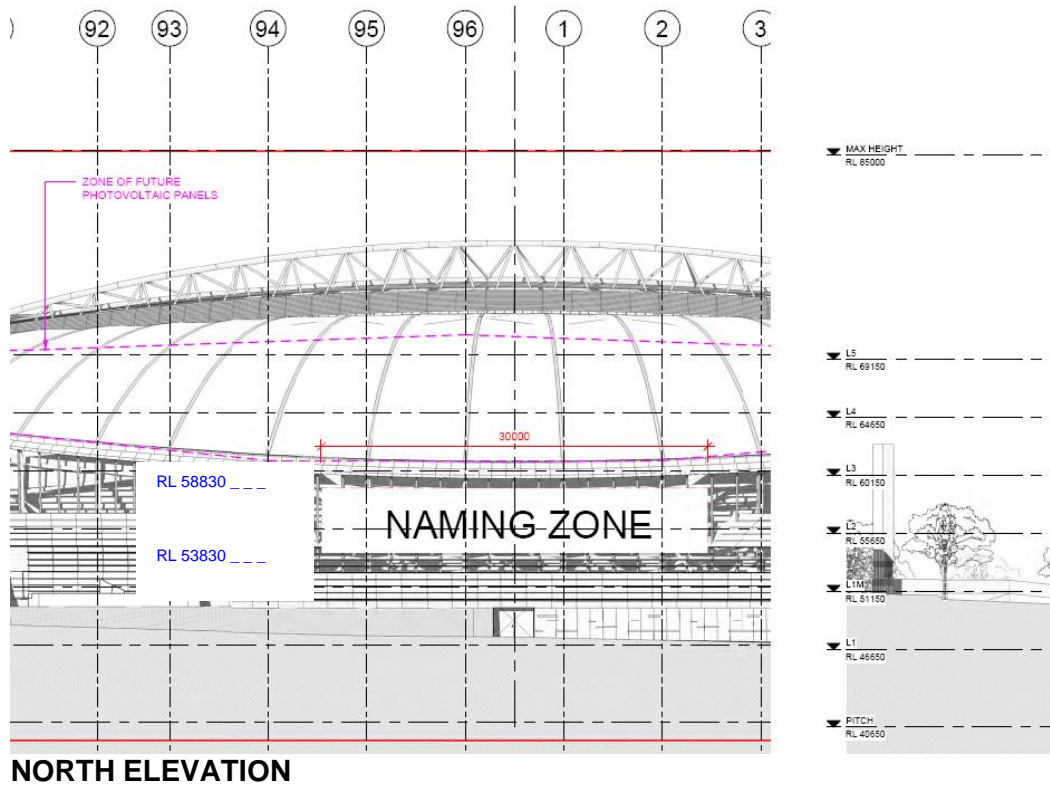 92 93 94 95 96 1 2 3
MAX HEIGHT
RL 85000
ZONE OF FUTURE
PHOTOVOLTAIC PANELS
L5
RL 69150
L4
RL 64650
30000
L3
RL 60150
RL 58830 _ _ _
NAMING ZONE
L2
RL 55650
RL 53830 _ _ _
L1M
RL 51150
L1
RL 46650
PITCH
RL 40650
NORTH ELEVATION